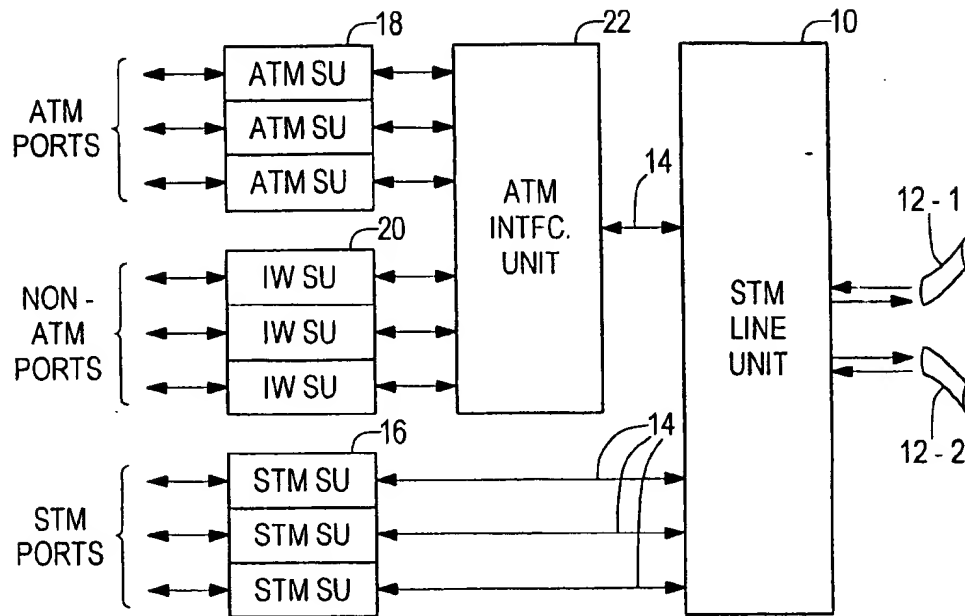 18
22
10
ATM PORTS
ATM SU
ATM SU
ATM SU
14
ATM
INTFC.
UNIT
12 - 1
20
NON -
ATM
PORTS
IW SU
IW SU
IW SU
STM
LINE
UNIT
16
14
12 - 2
STM
PORTS
STM SU
STM SU
STM SU